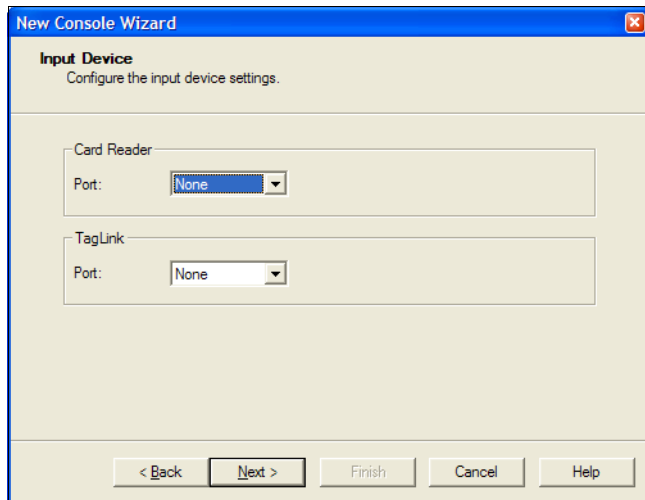 New Console Wizard
Input Device
Configure the input device settings.
Card Reader
Port: None
TagLink
Port: None
< Back Next > Finish Cancel Help